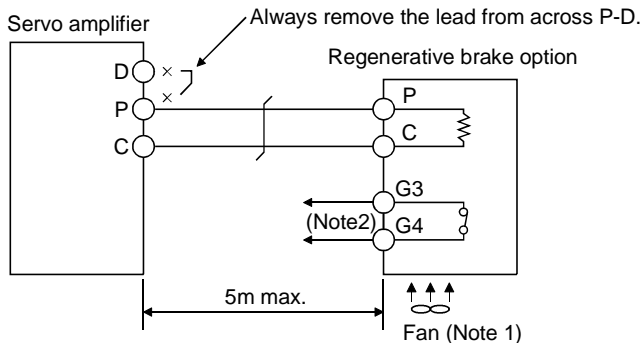 Servo amplifier
Always remove the lead from across P-D.
Regenerative brake option
D
P
P
C
C
G3
(Note2)
G4
5m max.
Fan (Note 1)